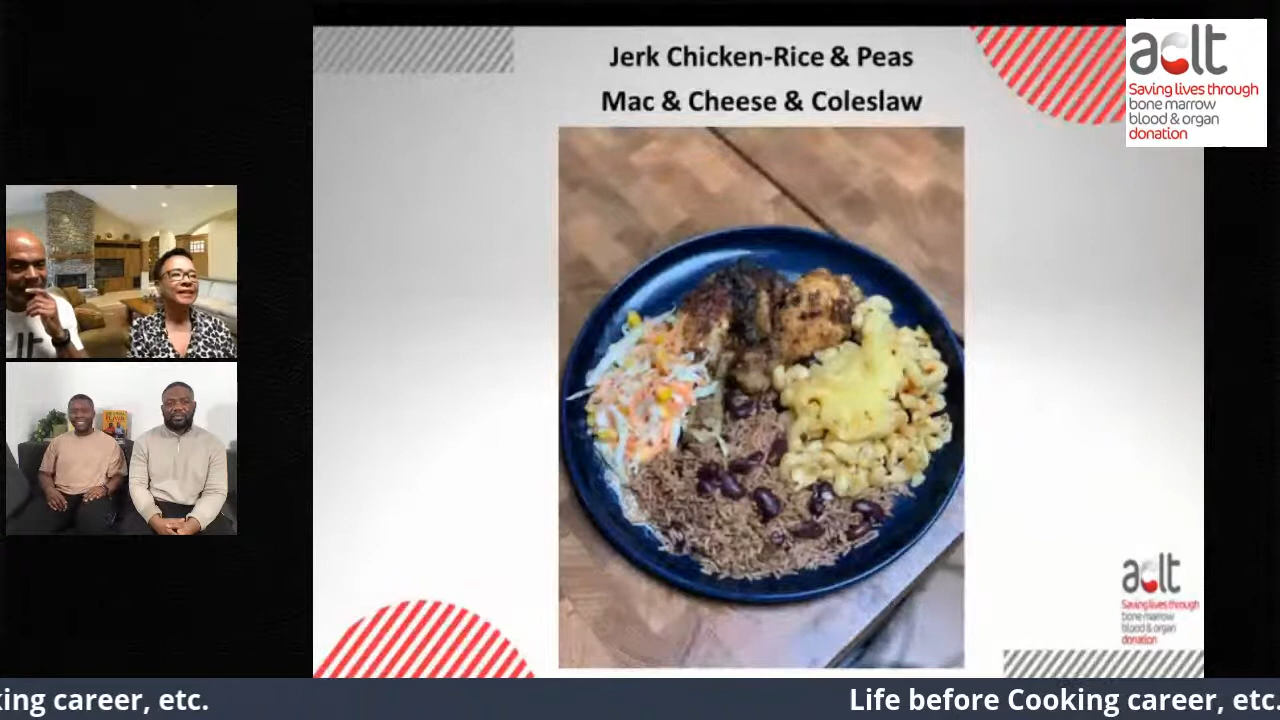 Jerk Chicken-Rice & Peas
Mac & Cheese & Coleslaw
aclt
Saving lives through
bone marrow
blood & organ
donation
aclt
Saving lives through
bone marrow
blood & organ
donation
king career, etc.
Life before Cooking career, etc.